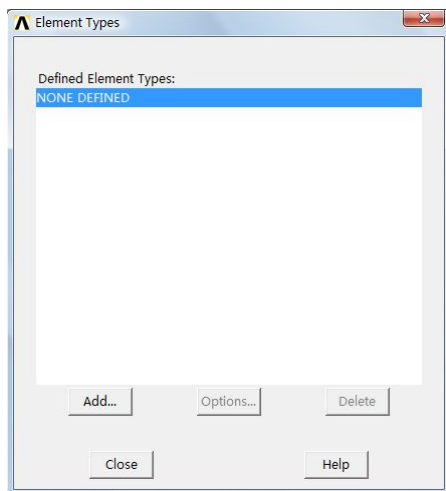 Element Types
Defined Element Types:
NONE DEFINED
Add...
Options...
Delete
Close
Help